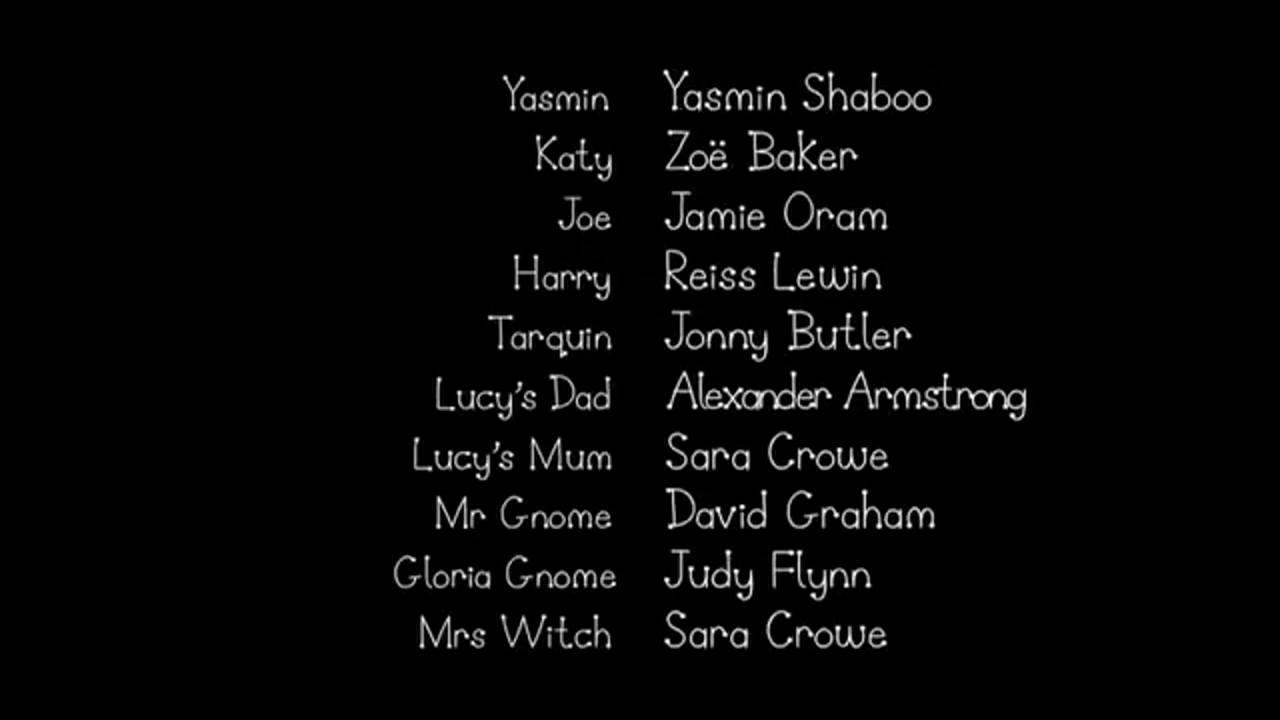 Yasmin Yasmin Shaboo
Katy Zoë Baker
Joe Jamie Oram
Harry Reiss Lewin
Tarquin Jonny Butler
Lucy's Dad Alexander Armstrong
Lucy's Mum Sara Crowe
Mr Gnome David Graham
Gloria Gnome Judy Flynn
Mrs Witch Sara Crowe